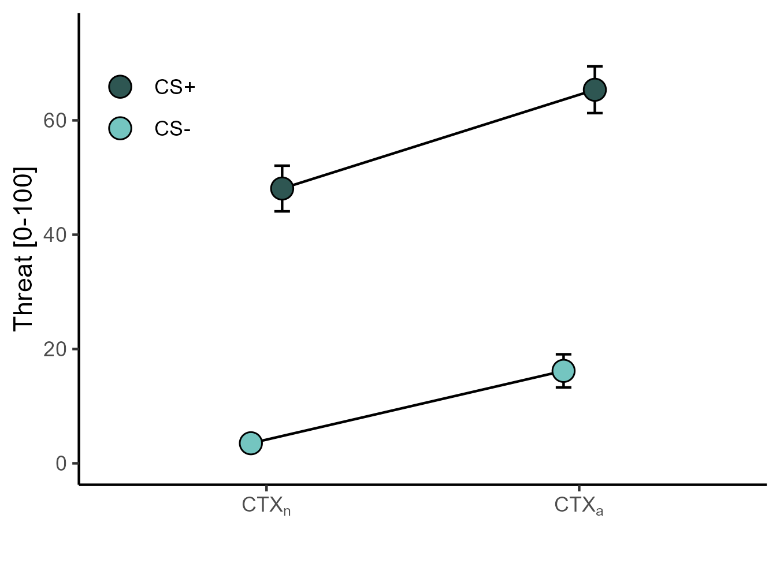 CS+
CS-
Threat [0-100]
60
40
20
0
CTXₙ
CTXₐ